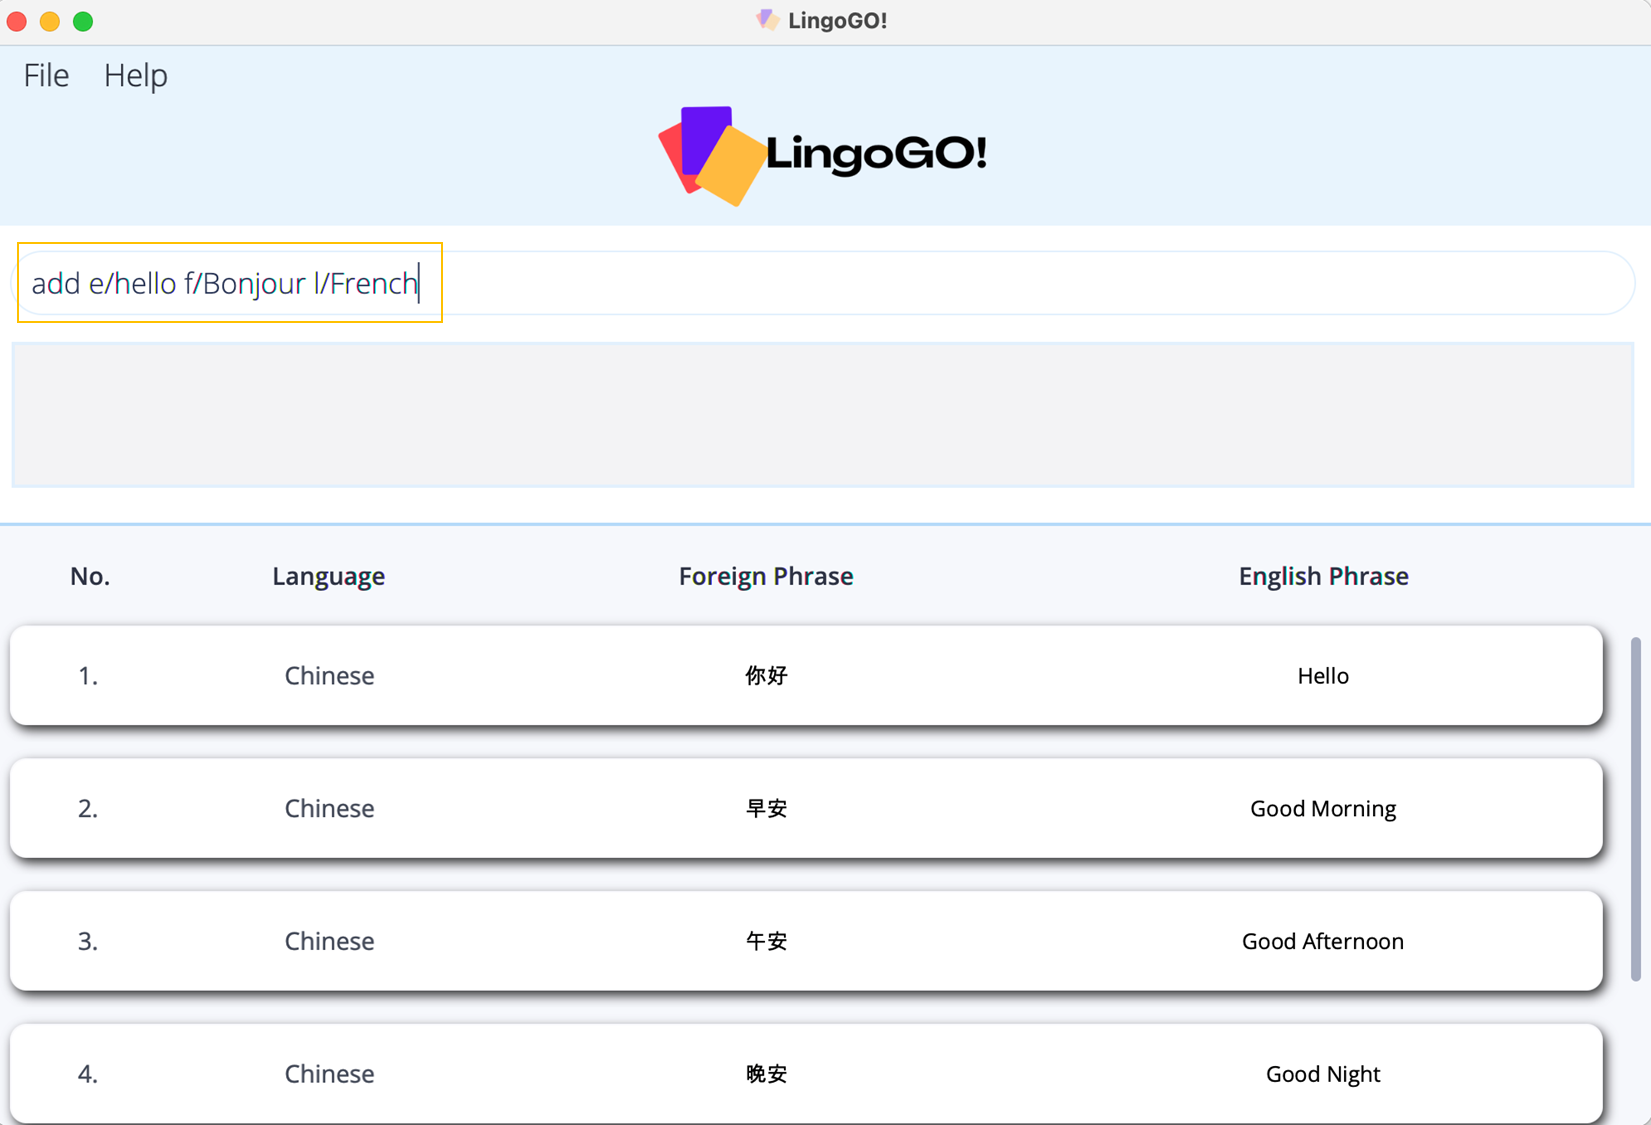 LingoGO!
File Help
LingoGO!
add e/hello f/Bonjour l/French
No. Language Foreign Phrase English Phrase
1. Chinese 你好 Hello
2. Chinese 早安 Good Morning
3. Chinese 午安 Good Afternoon
4. Chinese 晚安 Good Night